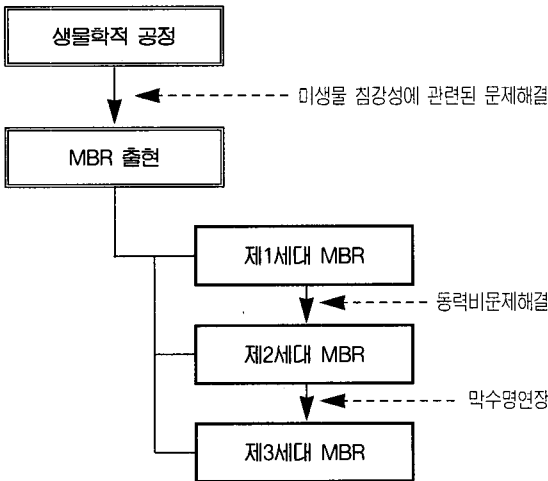 생물학적 공정
미생물 침강성에 관련된 문제해결
MBR 출현
제1세대 MBR
동력비문제해결
제2세대 MBR
막수명연장
제3세대 MBR